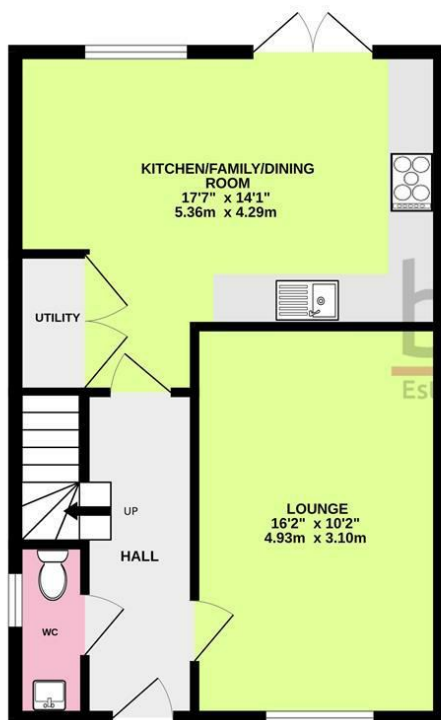 KITCHEN/FAMILY/DINING
ROOM
17'7" x 14'1"
5.36m x 4.29m
UTILITY
UP
HALL
LOUNGE
16'2" x 10'2"
4.93m x 3.10m
WC